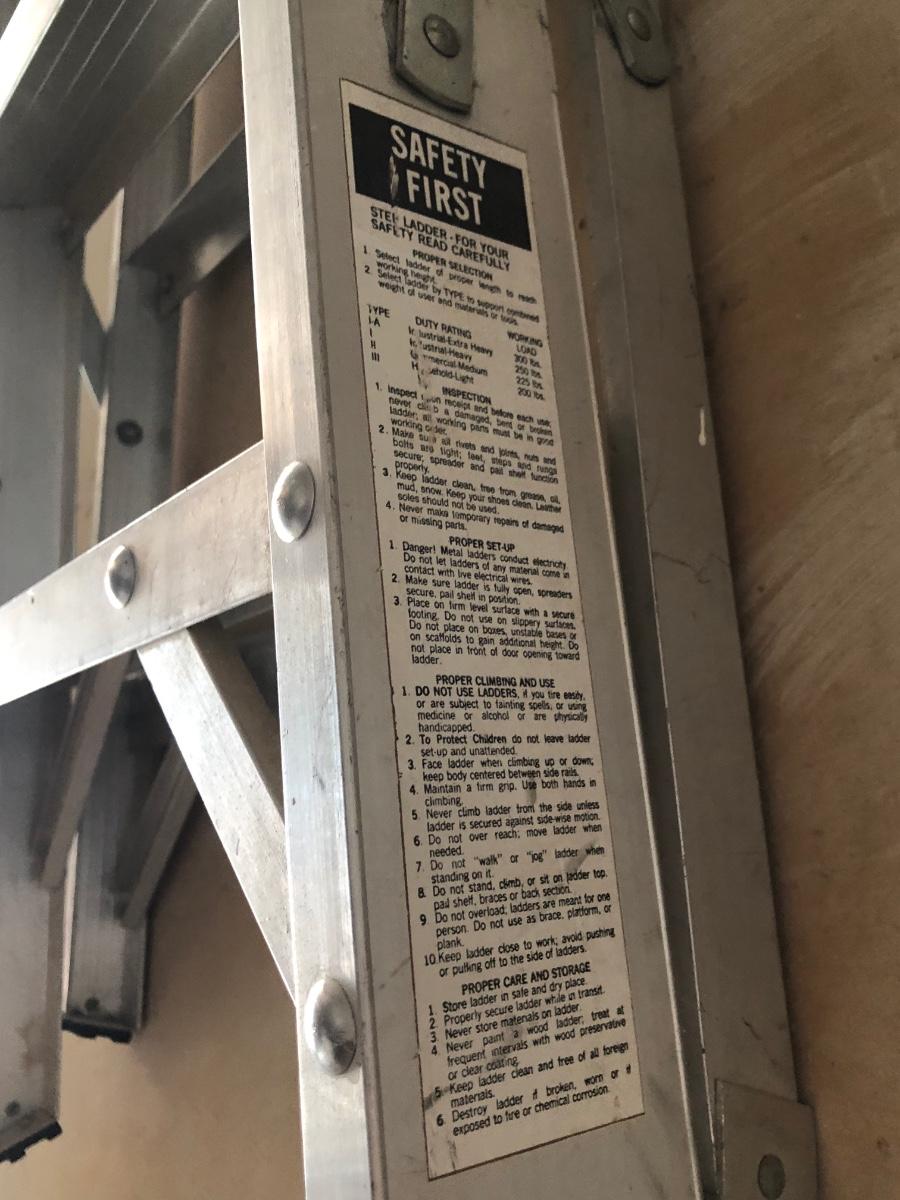 SAFETY
FIRST
STEP LADDER - FOR YOUR
SAFETY READ CAREFULLY
PROPER SELECTION
1. Select ladder of proper length to reach
working height.
2. Select ladder by TYPE to support combined
weight of user and materials or tools.
TYPE DUTY RATING WORKING
LOAD
I-A Industrial-Extra Heavy 300 lbs.
I Industrial-Heavy 250 lbs.
II Commercial-Medium 225 lbs.
III Household-Light 200 lbs.
INSPECTION
1. Inspect upon receipt and before each use;
never climb a damaged, bent or broken
ladder; all working parts must be in good
working order.
2. Make sure all rivets and joints, nuts and
bolts are tight; feet, steps and rungs
secure; spreader and pail shelf function
properly.
3. Keep ladder clean, free from grease, oil,
mud, snow. Keep your shoes clean. Leather
soles should not be used.
4. Never make temporary repairs of damaged
or missing parts.
PROPER SET-UP
1. Danger! Metal ladders conduct electricity.
Do not let ladders of any material come in
contact with live electrical wires.
2. Make sure ladder is fully open, spreaders
secure, pail shelf in position.
3. Place on firm level surface with a secure
footing. Do not use on slippery surfaces.
Do not place on boxes, unstable bases or
on scaffolds to gain additional height. Do
not place in front of door opening toward
ladder.
PROPER CLIMBING AND USE
1. DO NOT USE LADDERS, if you tire easily,
or are subject to fainting spells, or using
medicine or alcohol or are physically
handicapped.
2. To Protect Children do not leave ladder
set-up and unattended.
3. Face ladder when climbing up or down;
keep body centered between side rails.
4. Maintain a firm grip. Use both hands in
climbing.
5. Never climb ladder from the side unless
ladder is secured against side-wise motion.
6. Do not over reach; move ladder when
needed.
7. Do not "walk" or "jog" ladder when
standing on it.
8. Do not stand, climb, or sit on ladder top,
pail shelf, braces or back section.
9. Do not overload, ladders are meant for one
person. Do not use as brace, platform, or
plank.
10. Keep ladder close to work; avoid pushing
or pulling off to the side of ladders.
PROPER CARE AND STORAGE
1. Store ladder in safe and dry place.
2. Properly secure ladder while in transit.
3. Never store materials on ladder.
4. Never paint a wood ladder; treat at
frequent intervals with wood preservative
or clear coating.
5. Keep ladder clean and free of all foreign
materials.
6. Destroy ladder if broken, worn or if
exposed to fire or chemical corrosion.